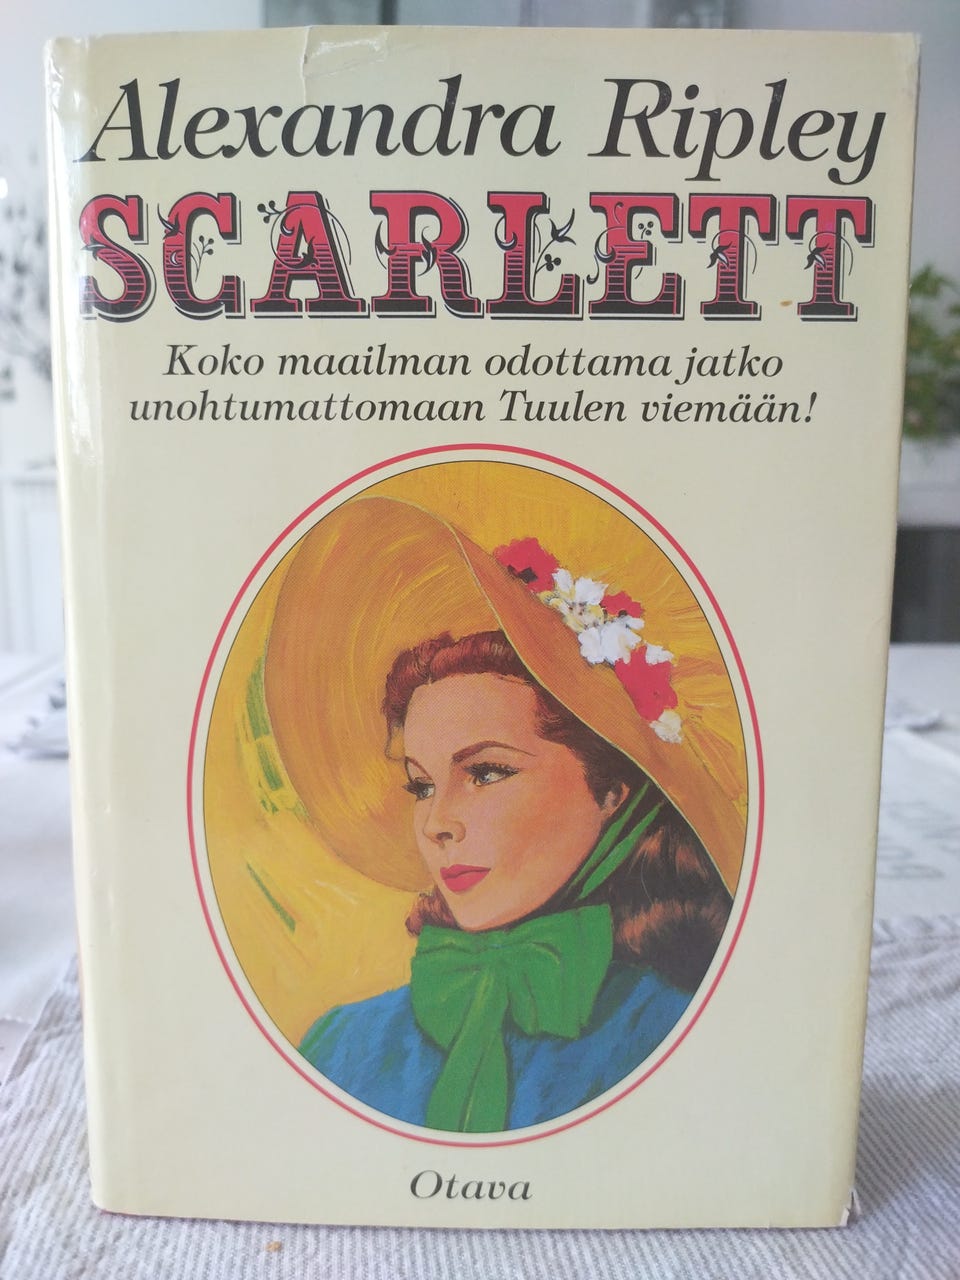 Alexandra Ripley
SCARLETT
Koko maailman odottama jatko
unohtumattomaan Tuulen viemään!
Otava